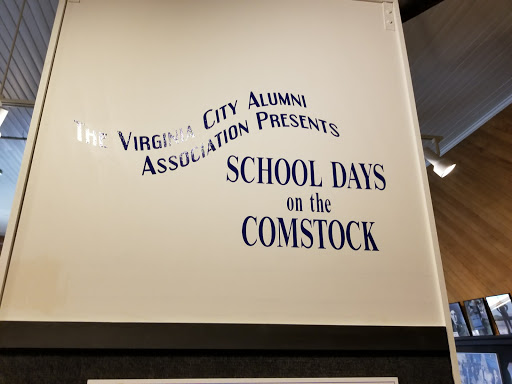 THE VIRGINIA CITY ALUMNI
ASSOCIATION PRESENTS
SCHOOL DAYS
on the
COMSTOCK